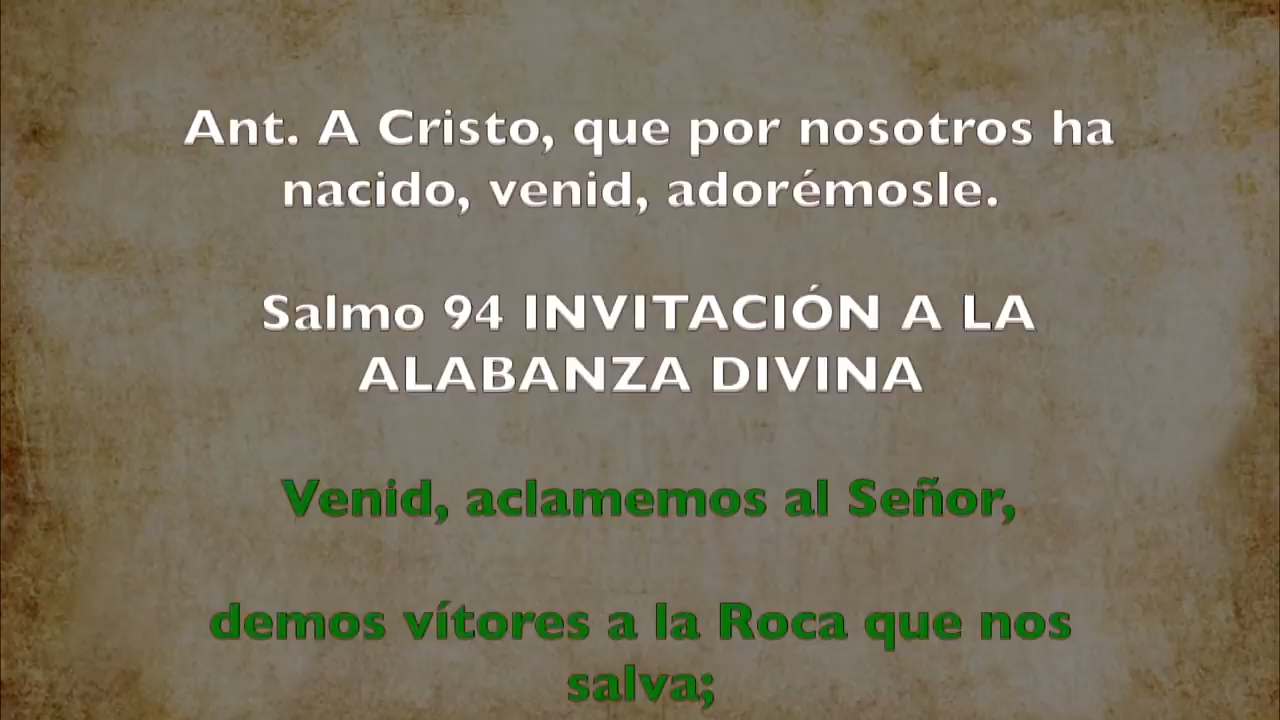 Ant. A Cristo, que por nosotros ha
nacido, venid, adorémosle.
Salmo 94 INVITACIÓN A LA
ALABANZA DIVINA
Venid, aclamemos al Señor,
demos vítores a la Roca que nos
salva;